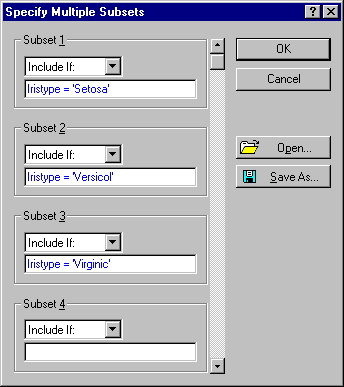 Specify Multiple Subsets
Subset 1
Include If:
Iristype = 'Setosa'
Subset 2
Include If:
Iristype = 'Versicol'
Subset 3
Include If:
Iristype = 'Virginic'
Subset 4
Include If:
OK
Cancel
Open...
Save As...